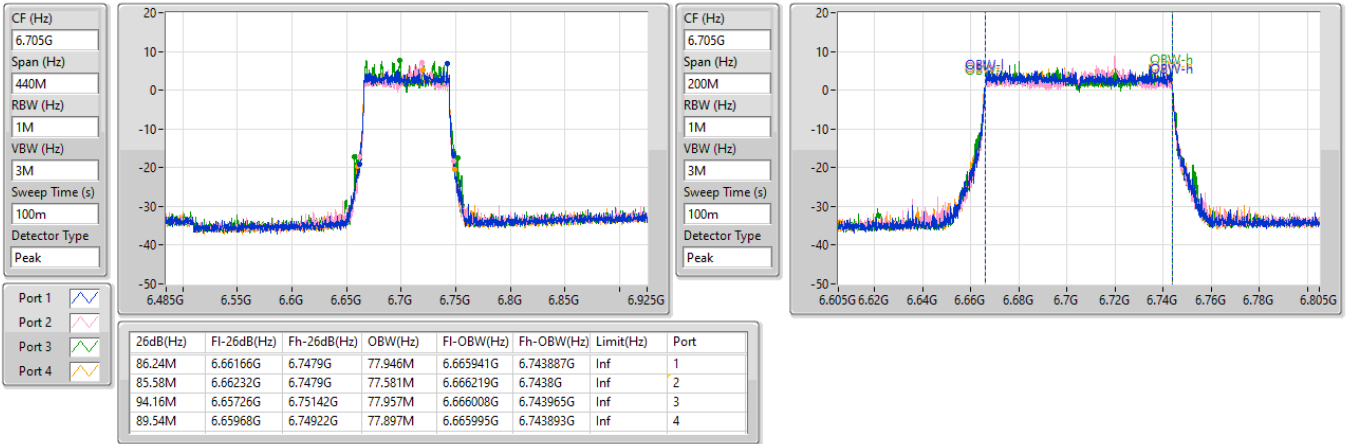 CF (Hz)
6.705G
Span (Hz)
440M
RBW (Hz)
1M
VBW (Hz)
3M
Sweep Time (s)
100m
Detector Type
Peak
Port 1
Port 2
Port 3
Port 4
20
10
0
-10
-20
-30
-40
-50
6.485G 6.55G 6.6G 6.65G 6.7G 6.75G 6.8G 6.85G 6.925G
CF (Hz)
6.705G
Span (Hz)
200M
RBW (Hz)
1M
VBW (Hz)
3M
Sweep Time (s)
100m
Detector Type
Peak
20
10
0
-10
-20
-30
-40
-50
OBW-l
OBW-h
OBW-h
6.605G 6.62G 6.64G 6.66G 6.68G 6.7G 6.72G 6.74G 6.76G 6.78G 6.805G
26dB(Hz) Fl-26dB(Hz) Fh-26dB(Hz) OBW(Hz) Fl-OBW(Hz) Fh-OBW(Hz) Limit(Hz) Port
86.24M 6.66166G 6.7479G 77.946M 6.665941G 6.743887G Inf 1
85.58M 6.66232G 6.7479G 77.581M 6.666219G 6.7438G Inf 2
94.16M 6.65726G 6.75142G 77.957M 6.666008G 6.743965G Inf 3
89.54M 6.65968G 6.74922G 77.897M 6.665995G 6.743893G Inf 4